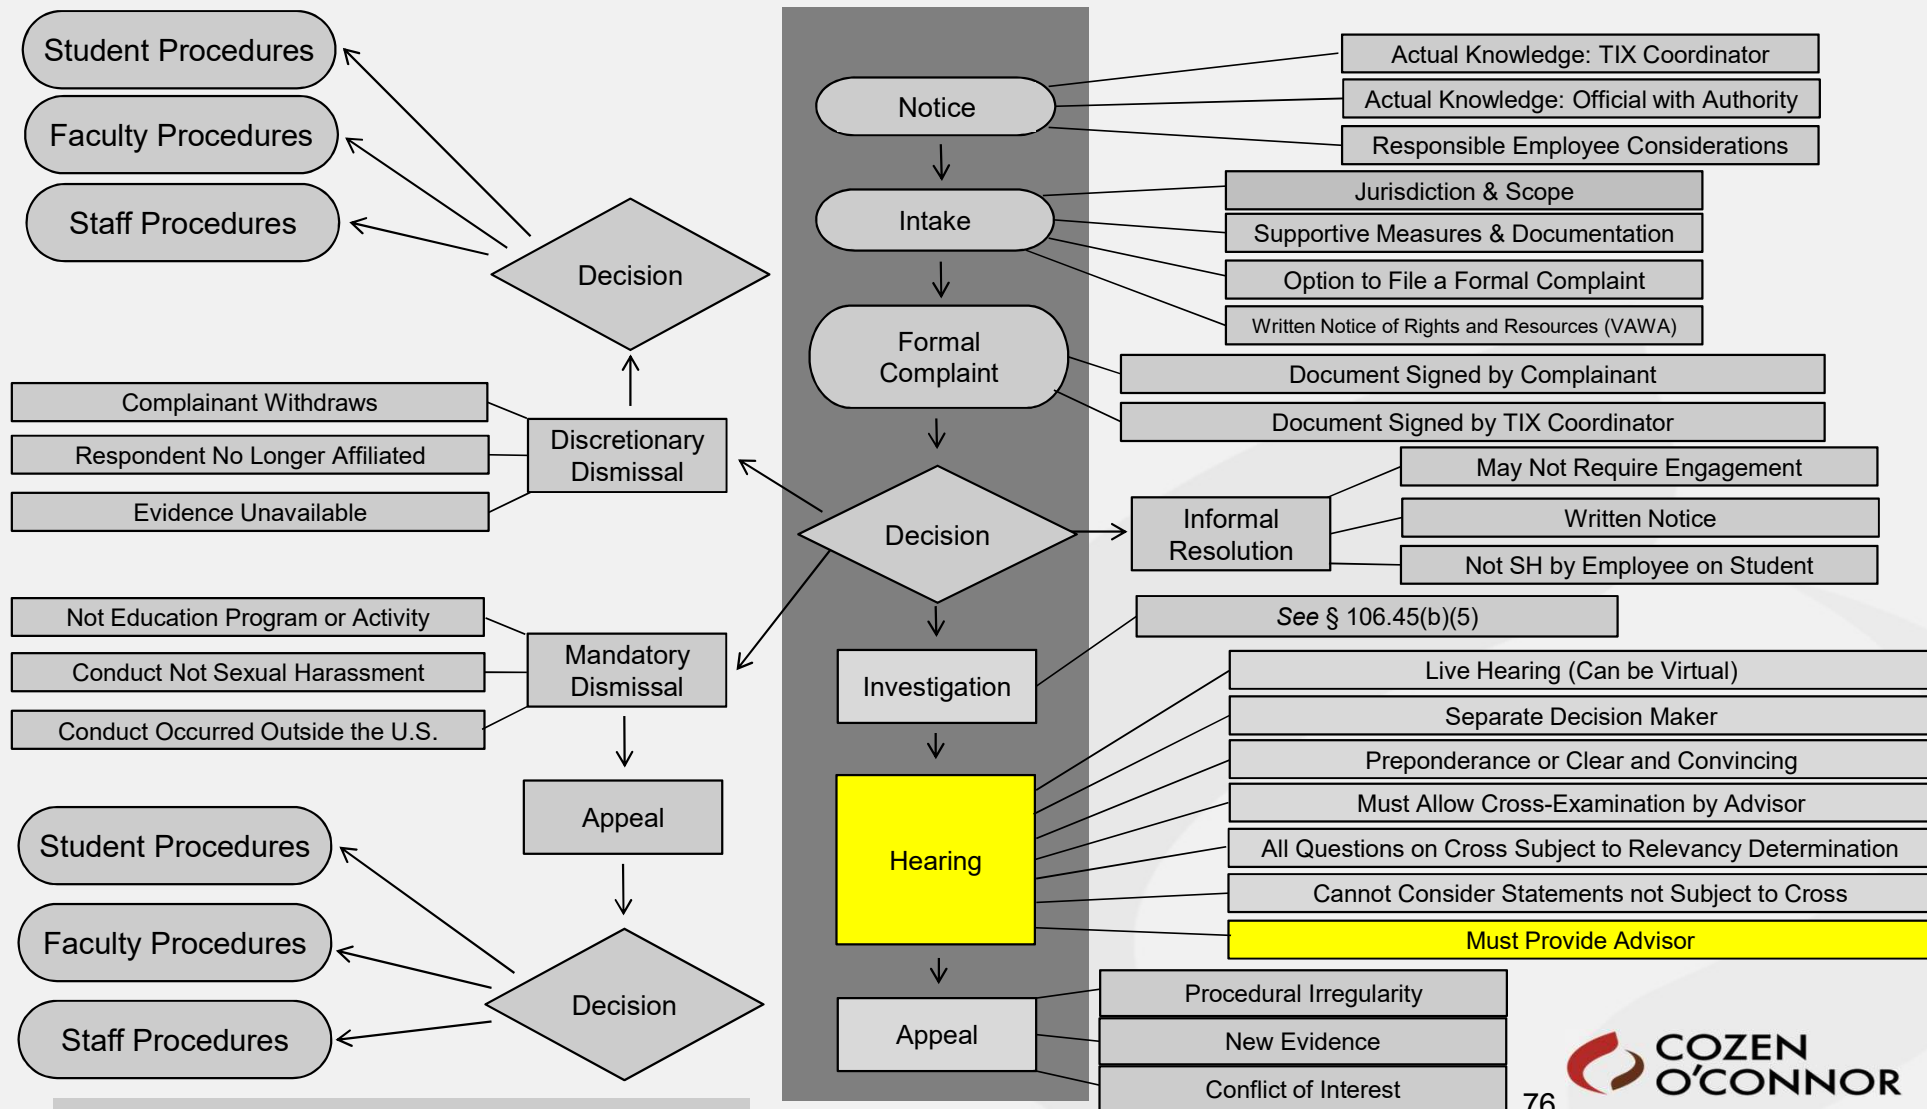 Student Procedures
Faculty Procedures
Staff Procedures
Decision
Complainant Withdraws
Respondent No Longer Affiliated
Evidence Unavailable
Discretionary
Dismissal
Not Education Program or Activity
Conduct Not Sexual Harassment
Conduct Occurred Outside the U.S.
Mandatory
Dismissal
Appeal
Student Procedures
Faculty Procedures
Staff Procedures
Decision
Notice
Actual Knowledge: TIX Coordinator
Actual Knowledge: Official with Authority
Responsible Employee Considerations
Intake
Jurisdiction & Scope
Supportive Measures & Documentation
Option to File a Formal Complaint
Written Notice of Rights and Resources (VAWA)
Formal
Complaint
Document Signed by Complainant
Document Signed by TIX Coordinator
Decision
Informal
Resolution
May Not Require Engagement
Written Notice
Not SH by Employee on Student
Investigation
See § 106.45(b)(5)
Hearing
Live Hearing (Can be Virtual)
Separate Decision Maker
Preponderance or Clear and Convincing
Must Allow Cross-Examination by Advisor
All Questions on Cross Subject to Relevancy Determination
Cannot Consider Statements not Subject to Cross
Must Provide Advisor
Appeal
Procedural Irregularity
New Evidence
Conflict of Interest
76
COZEN
O'CONNOR